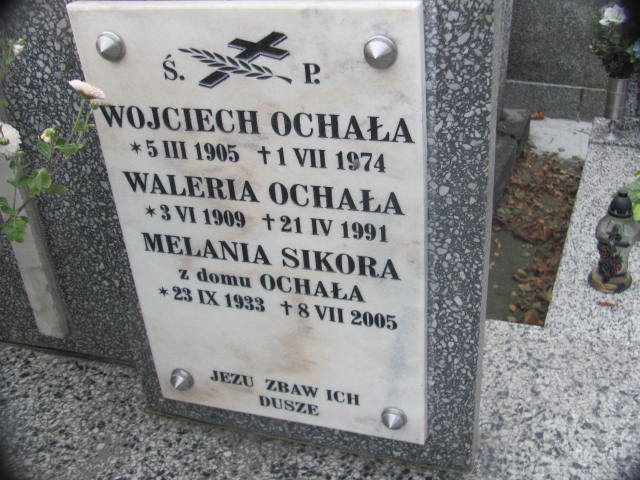 Ś. P.
WOJCIECH OCHAŁA
*5 III 1905 †1 VII 1974
WALERIA OCHAŁA
*3 VI 1909 †21 IV 1991
MELANIA SIKORA
z domu OCHAŁA
*23 IX 1933 †8 VII 2005
JEZU ZBAW ICH
DUSZE